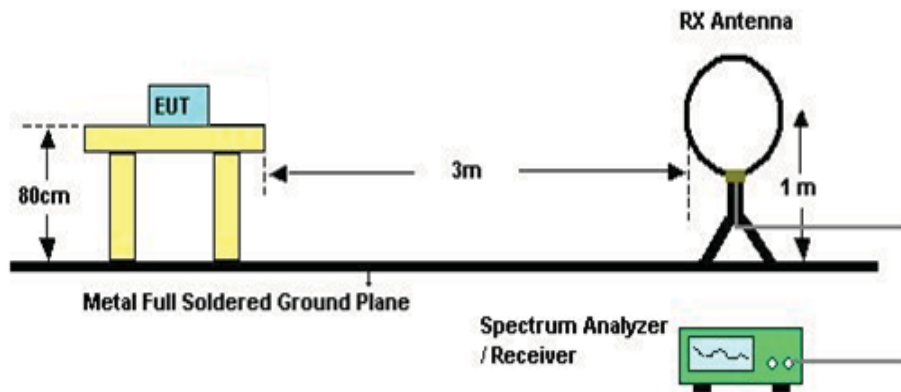 RX Antenna
EUT
3m
80cm
1 m
Metal Full Soldered Ground Plane
Spectrum Analyzer
/ Receiver